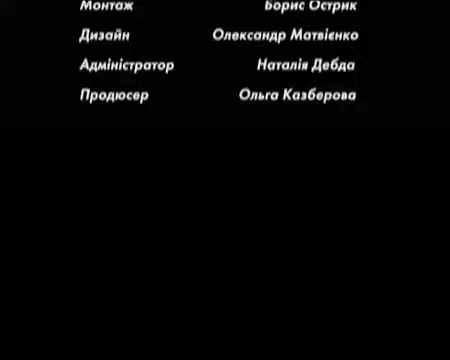 Монтаж Борис Острик
Дизайн Олександр Матвієнко
Адміністратор Наталія Дебда
Продюсер Ольга Казберова